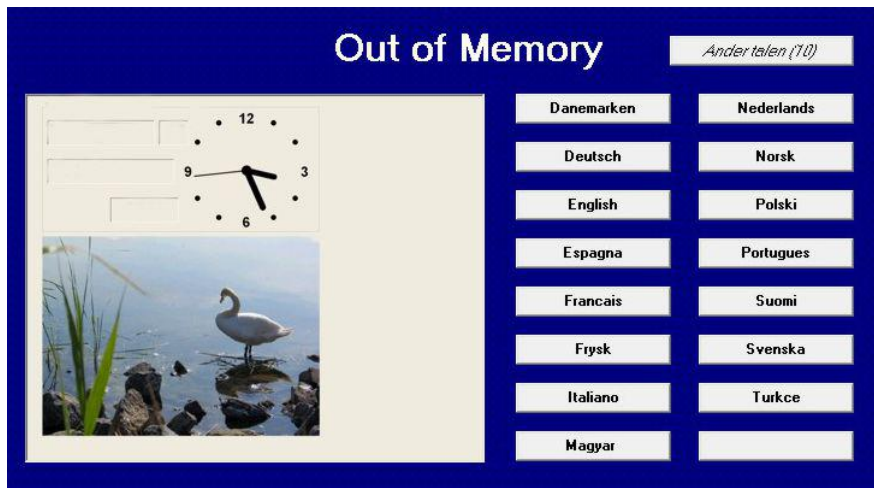 Out of Memory
Ander talen (10)
12
9
3
6
Danemarken
Nederlands
Deutsch
Norsk
English
Polski
Espagna
Portugues
Francais
Suomi
Frysk
Svenska
Italiano
Turkce
Magyar